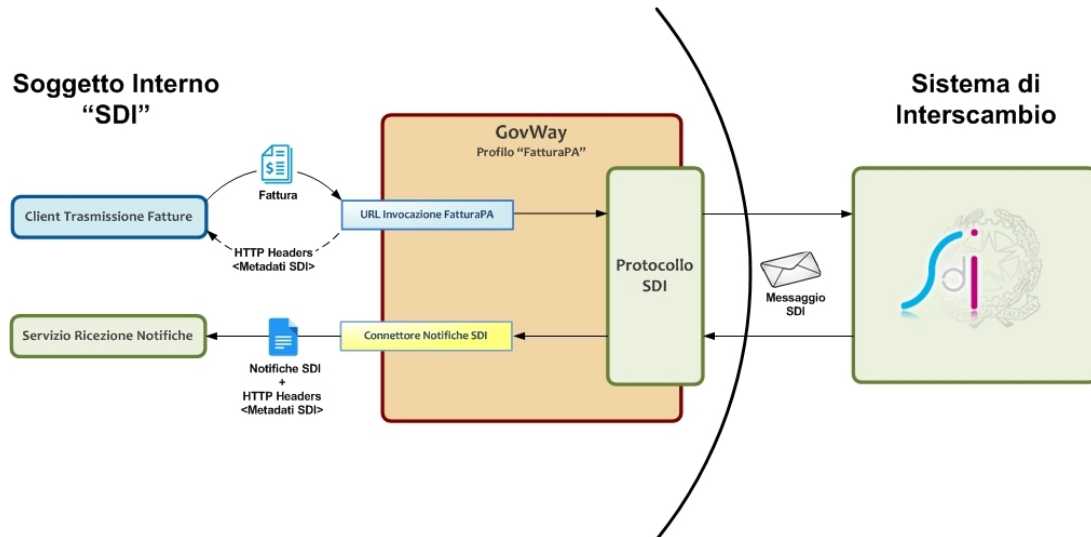 Soggetto Interno
“SDI”
Sistema di
Interscambio
GovWay
Profilo “FatturaPA”
Fattura
Client Trasmissione Fatture
URL Invocazione FatturaPA
HTTP Headers
<Metadati SDI>
Protocollo
SDI
Messaggio
SDI
Servizio Ricezione Notifiche
Connettore Notifiche SDI
Notifiche SDI
+
HTTP Headers
<Metadati SDI>
Sdi